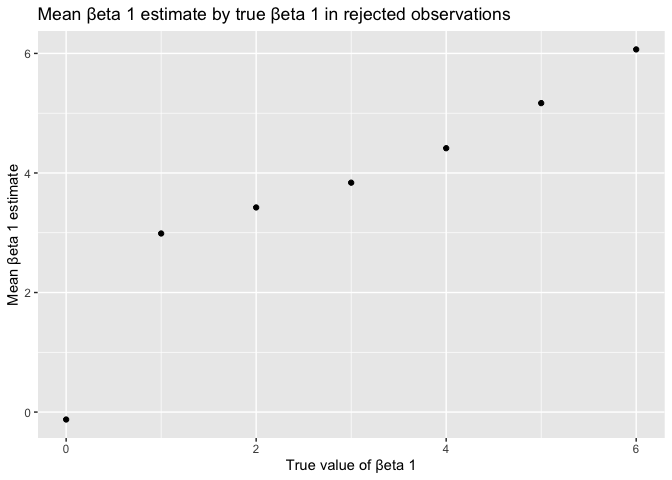 Mean βeta 1 estimate by true βeta 1 in rejected observations
6
4
2
0
Mean βeta 1 estimate
0 2 4 6
True value of βeta 1